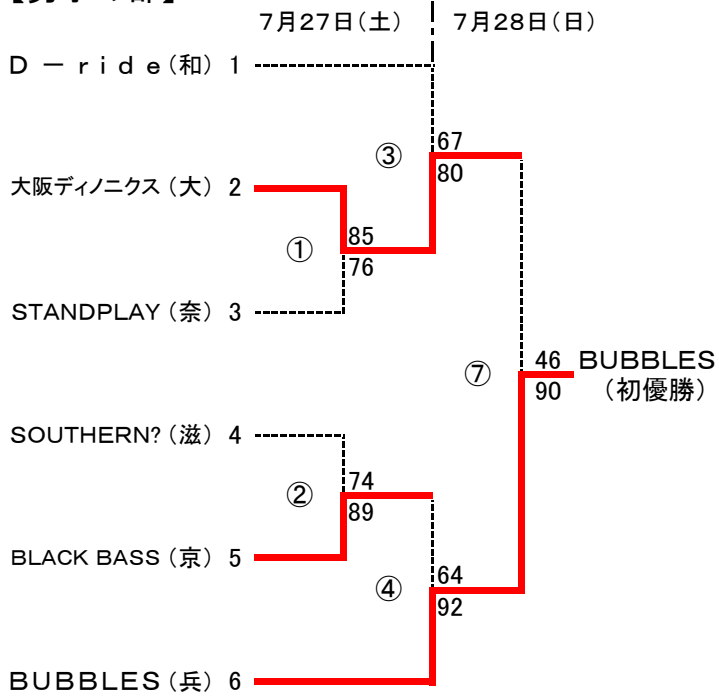 7月27日(土) 7月28日(日)
D-ride(和) 1
67
③
80
大阪ディノニクス(大) 2
85
①
76
STANDPLAY(奈) 3
46 BUBBLES
⑦
90 (初優勝)
SOUTHERN?(滋) 4
74
②
89
BLACK BASS(京) 5
64
④
92
BUBBLES(兵) 6